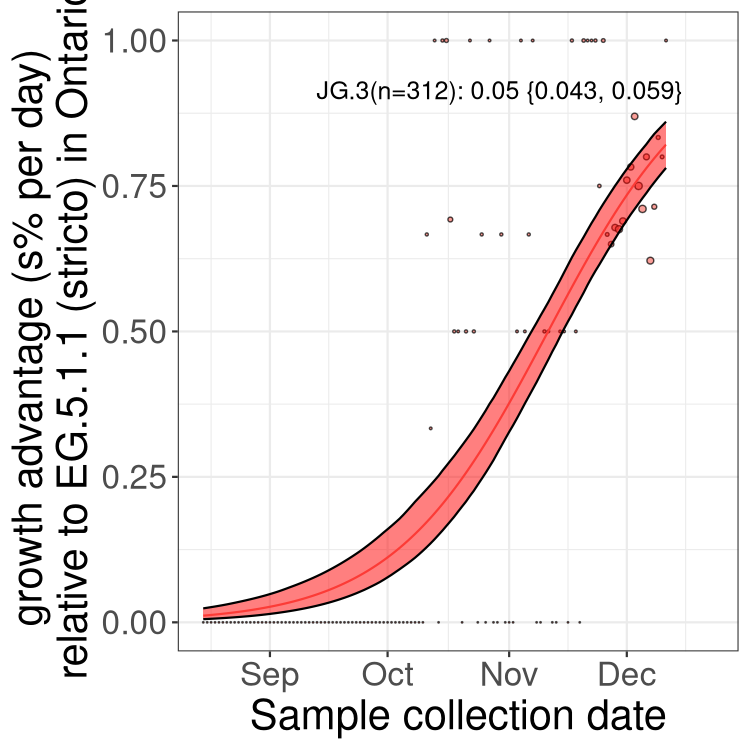 growth advantage (s% per day)
relative to EG.5.1.1 (stricto) in Ontario
1.00
0.75
0.50
0.25
0.00
JG.3(n=312): 0.05 {0.043, 0.059}
Sep Oct Nov Dec
Sample collection date